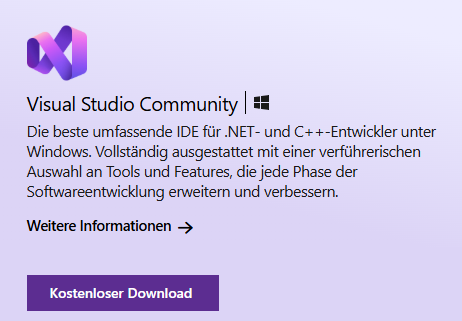 Visual Studio Community
Die beste umfassende IDE für .NET- und C++-Entwickler unter
Windows. Vollständig ausgestattet mit einer verführerischen
Auswahl an Tools und Features, die jede Phase der
Softwareentwicklung erweitern und verbessern.
Weitere Informationen →
Kostenloser Download